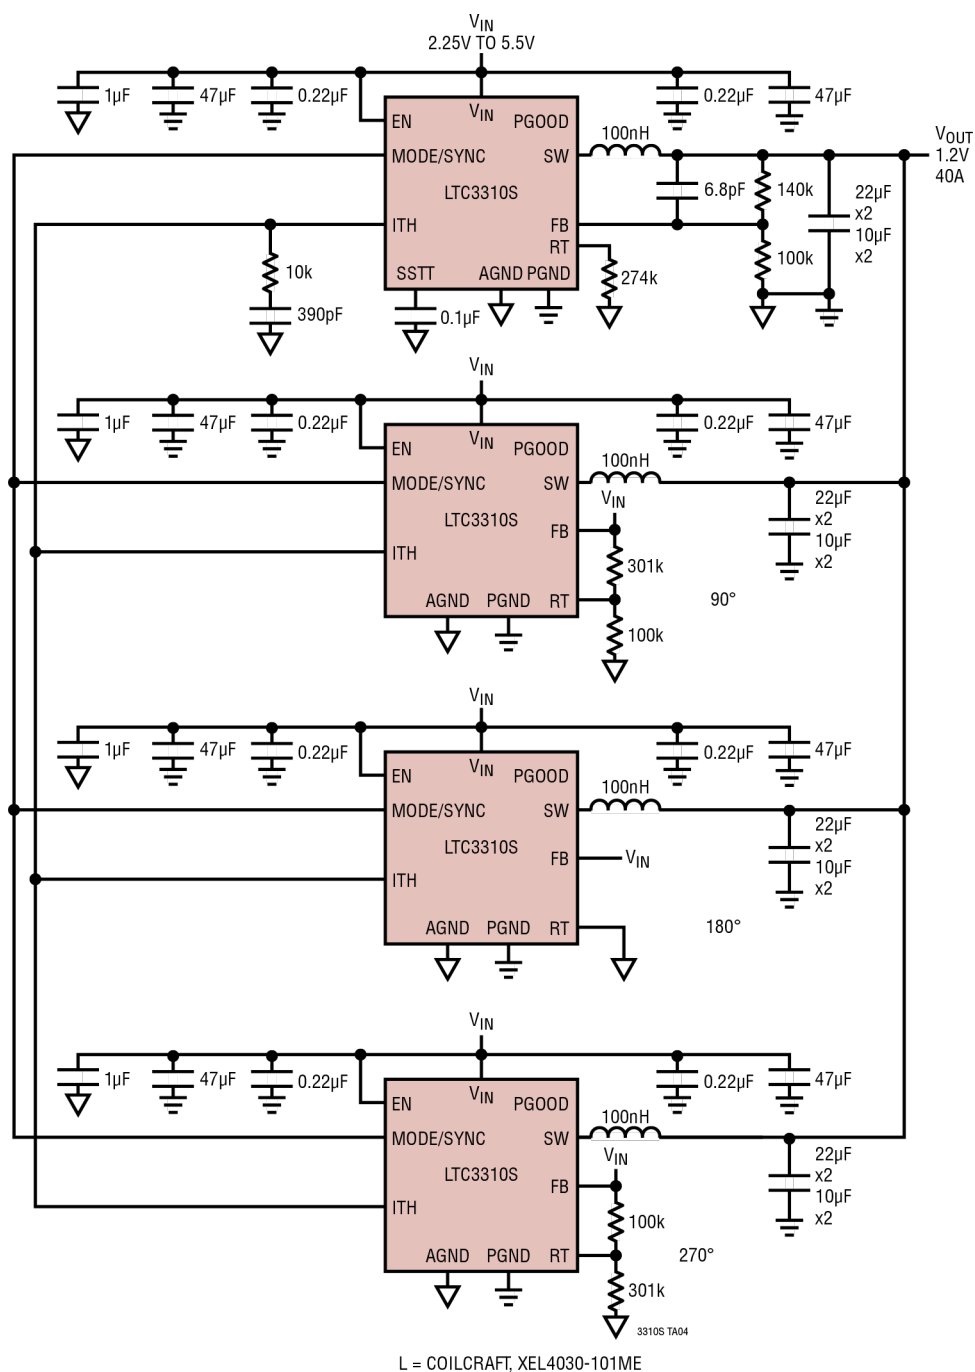 VIN
2.25V TO 5.5V
1µF 47µF 0.22µF 0.22µF 47µF
VIN
EN PGOOD
100nH
MODE/SYNC SW
VOUT
1.2V
40A
LTC3310S
6.8pF 140k
22µF
x2
10µF
x2
ITH FB
RT
100k
10k
SSTT AGND PGND
274k
390pF 0.1µF
VIN
1µF 47µF 0.22µF 0.22µF 47µF
VIN
EN PGOOD
100nH
MODE/SYNC SW
VIN
22µF
x2
10µF
x2
LTC3310S
FB
ITH
301k
AGND PGND RT
90°
100k
VIN
1µF 47µF 0.22µF 0.22µF 47µF
VIN
EN PGOOD
100nH
MODE/SYNC SW
22µF
x2
10µF
x2
LTC3310S
FB VIN
ITH
AGND PGND RT
180°
VIN
1µF 47µF 0.22µF 0.22µF 47µF
VIN
EN PGOOD
100nH
MODE/SYNC SW
VIN
22µF
x2
10µF
x2
LTC3310S
FB
ITH
100k
AGND PGND RT
270°
301k
3310S TA04
L = COILCRAFT, XEL4030-101ME